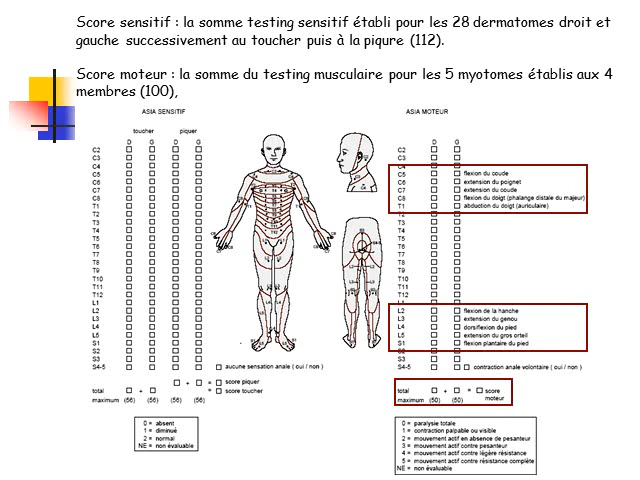 Score sensitif : la somme testing sensitif établi pour les 28 dermatomes droit et
gauche successivement au toucher puis à la piqure (112).
Score moteur : la somme du testing musculaire pour les 5 myotomes établis aux 4
membres (100),
ASIA SENSITIF
toucher piquer
D G D G
C2
C3
C4
C5
C6
C7
C8
T1
T2
T3
T4
T5
T6
T7
T8
T9
T10
T11
T12
L1
L2
L3
L4
L5
S1
S2
S3
S4-5
aucune sensation anale ( oui / non )
+ = score piquer
total + + = score toucher
maximum (56) (56) (56) (56)
0 = absent
1 = diminué
2 = normal
NE = non évaluable
ASIA MOTEUR
D G
C2
C3
C4
C5 flexion du coude
C6 extension du poignet
C7 extension du coude
C8 flexion du doigt (phalange distale du majeur)
T1 abduction du doigt (auriculaire)
T2
T3
T4
T5
T6
T7
T8
T9
T10
T11
T12
L1
L2 flexion de la hanche
L3 extension du genou
L4 dorsiflexion du pied
L5 extension du gros orteil
S1 flexion plantaire du pied
S2
S3
S4-5 contraction anale volontaire ( oui / non )
total + = score
moteur
maximum (50) (50)
0 = paralysie totale
1 = contraction palpable ou visible
2 = mouvement actif en absence de pesanteur
3 = mouvement actif contre pesanteur
4 = mouvement actif contre légère résistance
5 = mouvement actif contre résistance complète
NE = non évaluable